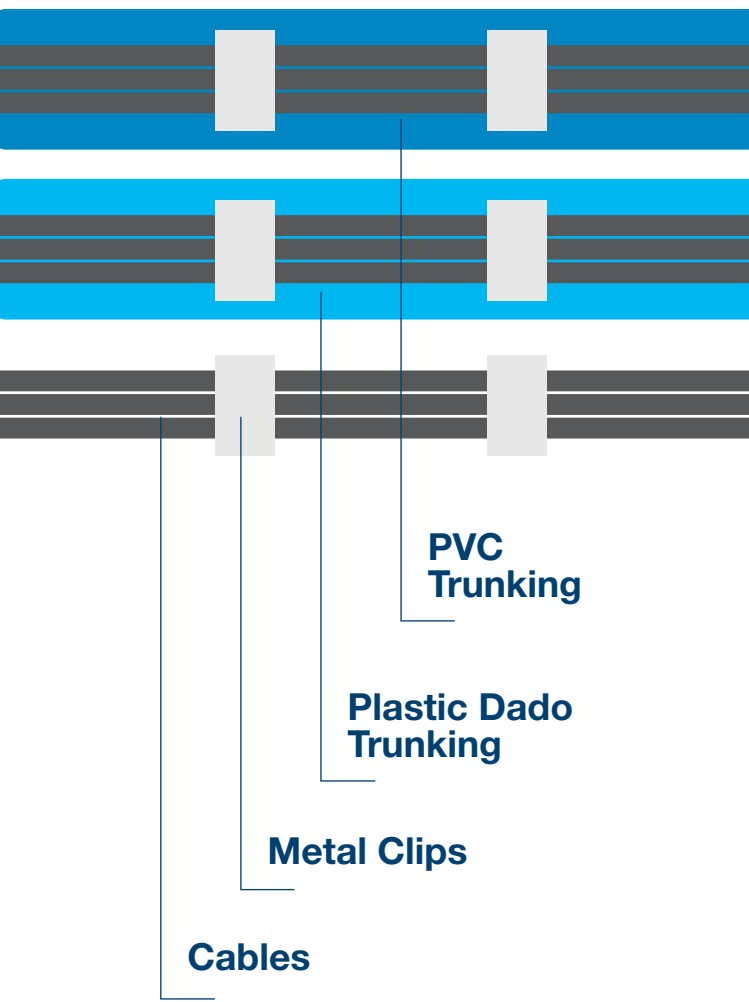 PVC
Trunking
Plastic Dado
Trunking
Metal Clips
Cables